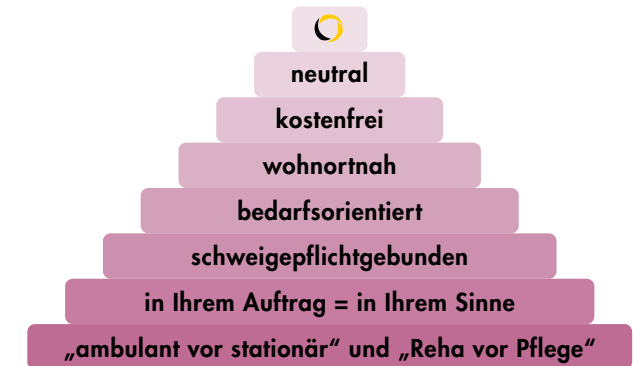 neutral
kostenfrei
wohnortnah
bedarfsorientiert
schweigepflichtgebunden
in Ihrem Auftrag = in Ihrem Sinne
„ambulant vor stationär“ und „Reha vor Pflege“